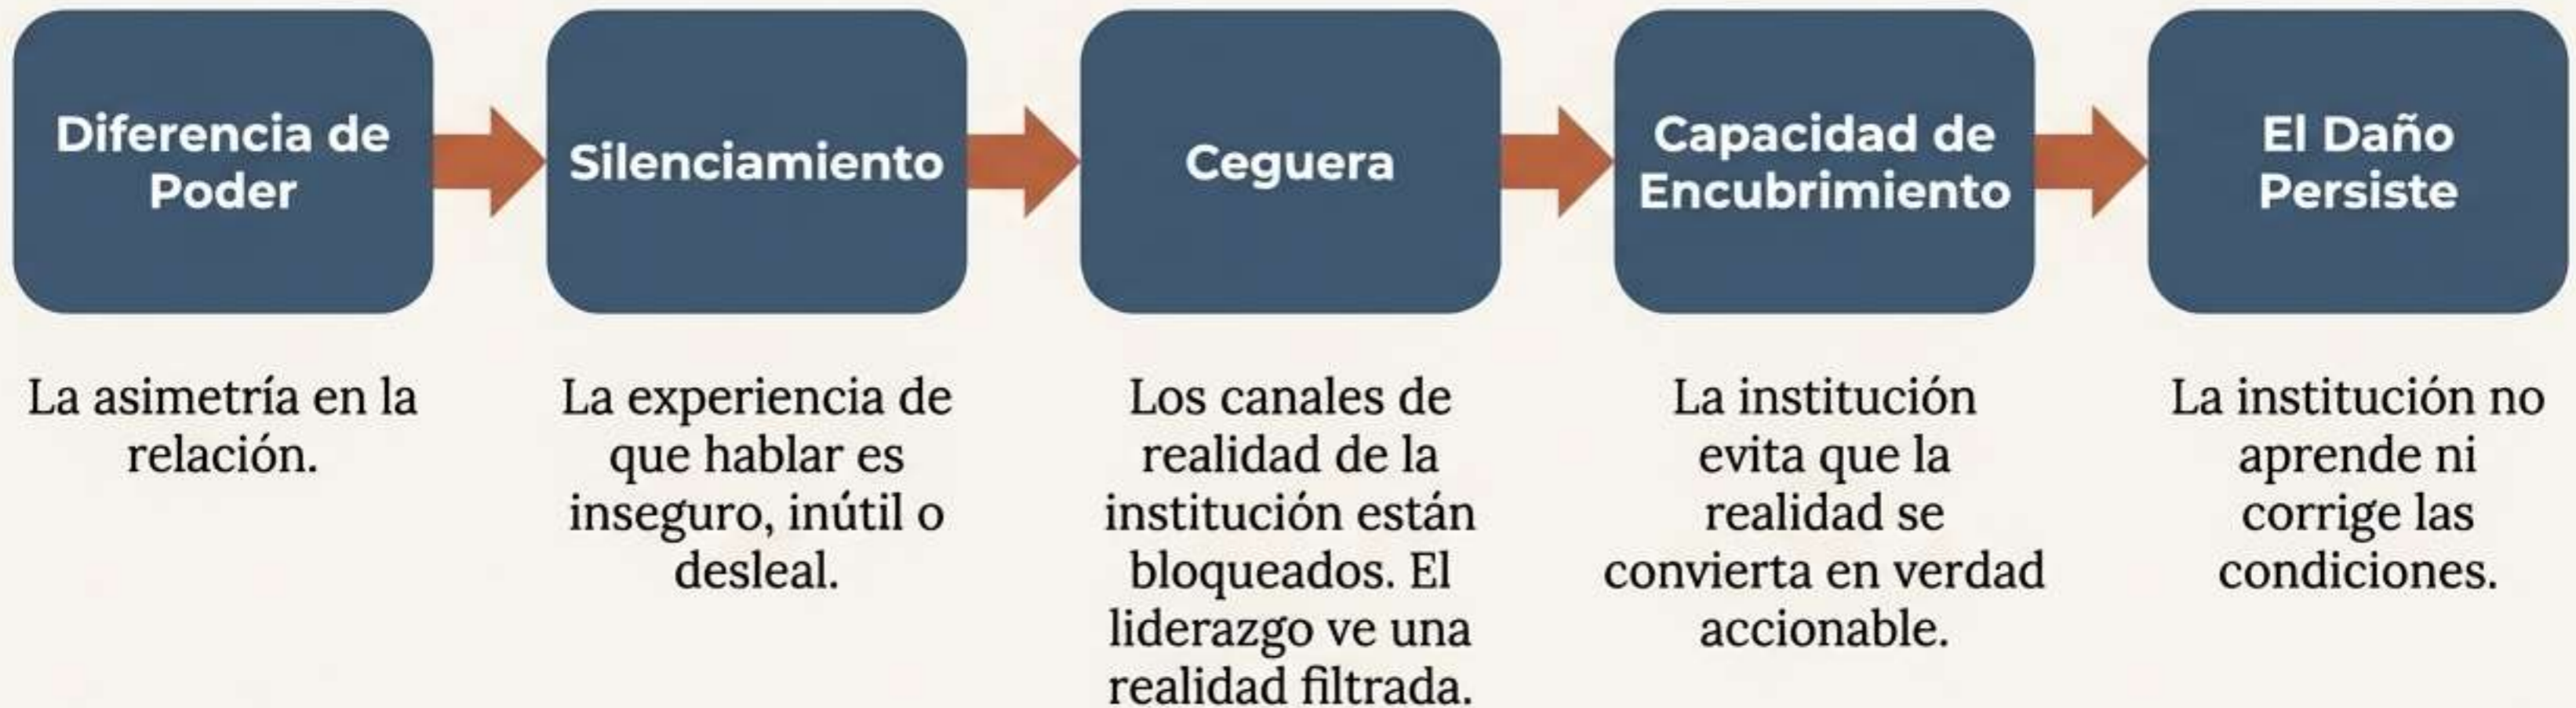 Diferencia de
Poder
Silenciamiento
Ceguera
Capacidad de
Encubrimiento
El Daño
Persiste
La asimetría en la
relación.
La experiencia de
que hablar es
inseguro, inútil o
desleal.
Los canales de
realidad de la
institución están
bloqueados. El
liderazgo ve una
realidad filtrada.
La institución
evita que la
realidad se
convierta en verdad
accionable.
La institución no
aprende ni
corrige las
condiciones.